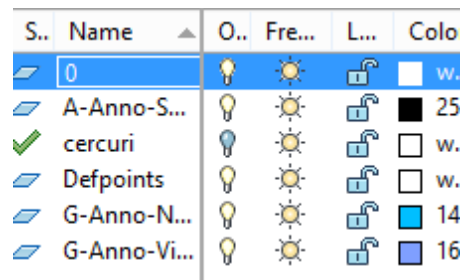 S.. Name O.. Fre... L... Colo
0 w.
A-Anno-S... 25
cercuri w.
Defpoints w.
G-Anno-N... 14
G-Anno-Vi... 16